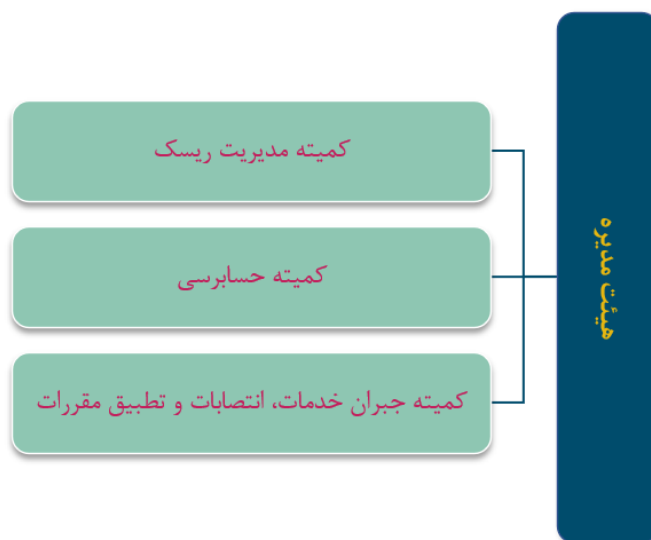 هیئت مدیره
کمیته مدیریت ریسک
کمیته حسابرسی
کمیته جبران خدمات، انتصابات و تطبیق مقررات